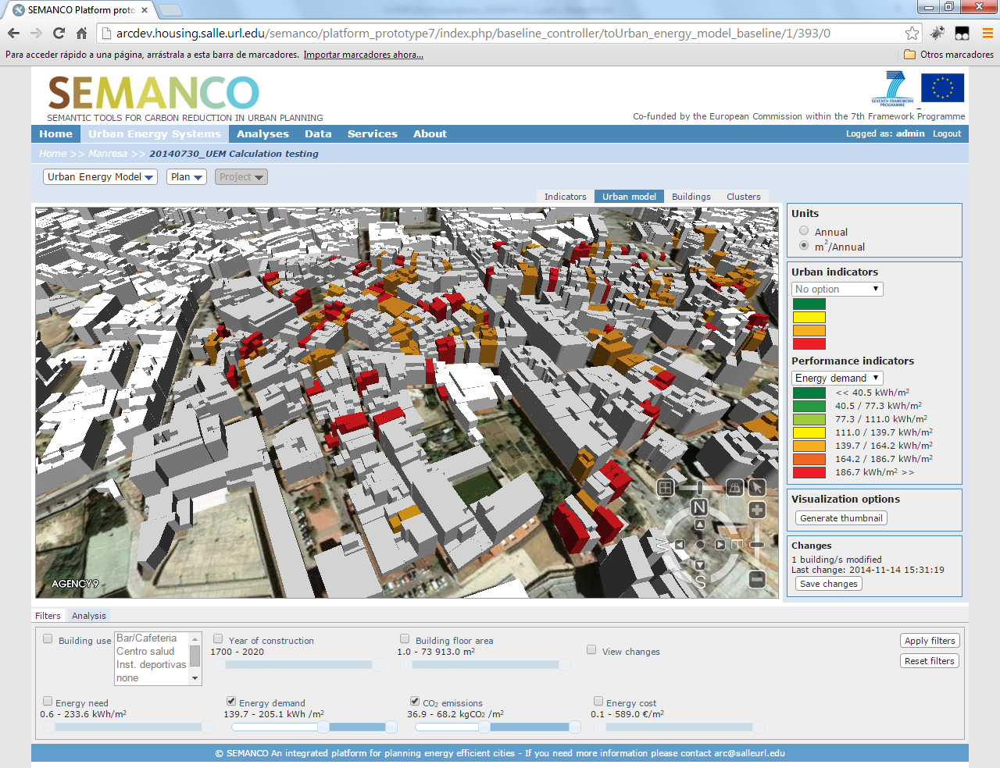 SEMANCO Platform proto
arcdev.housing.salle.url.edu/semanco/platform_prototype7/index.php/baseline_controller/toUrban_energy_model_baseline/1/393/0
Para acceder rápido a una página, arrástrala a esta barra de marcadores. Importar marcadores ahora...
Otros marcadores
SEMANCO
SEMANTIC TOOLS FOR CARBON REDUCTION IN URBAN PLANNING
SEVENTH FRAMEWORK
PROGRAMME
Co-funded by the European Commission within the 7th Framework Programme
Home Urban Energy Systems Analyses Data Services About
Logged as: admin Logout
Home >> Manresa >> 20140730_UEM Calculation testing
Urban Energy Model Plan Project
Indicators Urban model Buildings Clusters
Units
Annual
m²/Annual
Urban indicators
No option
Performance indicators
Energy demand
<< 40.5 kWh/m²
40.5 / 77.3 kWh/m²
77.3 / 111.0 kWh/m²
111.0 / 139.7 kWh/m²
139.7 / 164.2 kWh/m²
164.2 / 186.7 kWh/m²
186.7 kWh/m² >>
Visualization options
Generate thumbnail
Changes
1 building/s modified
Last change: 2014-11-14 15:31:19
Save changes
N
W
E
S
AGENCY9
Filters Analysis
Building use
Bar/Cafeteria
Centro salud
Inst. deportivas
none
Year of construction
1700 - 2020
Building floor area
1.0 - 73 913.0 m²
View changes
Apply filters
Reset filters
Energy need
0.6 - 233.6 kWh/m²
Energy demand
139.7 - 205.1 kWh /m²
CO₂ emissions
36.9 - 68.2 kgCO₂ /m²
Energy cost
0.1 - 589.0 €/m²
© SEMANCO An integrated platform for planning energy efficient cities - If you need more information please contact arc@salleurl.edu